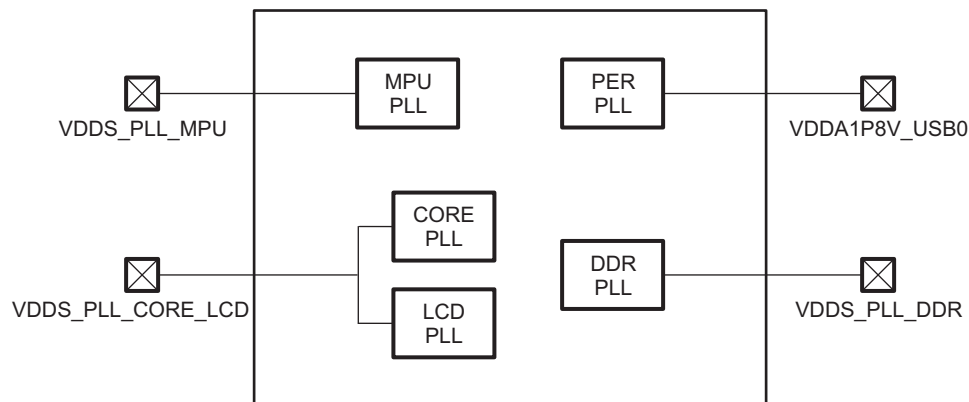 MPU
PLL
PER
PLL
VDDS_PLL_MPU
VDDA1P8V_USB0
CORE
PLL
DDR
PLL
VDDS_PLL_CORE_LCD
LCD
PLL
VDDS_PLL_DDR